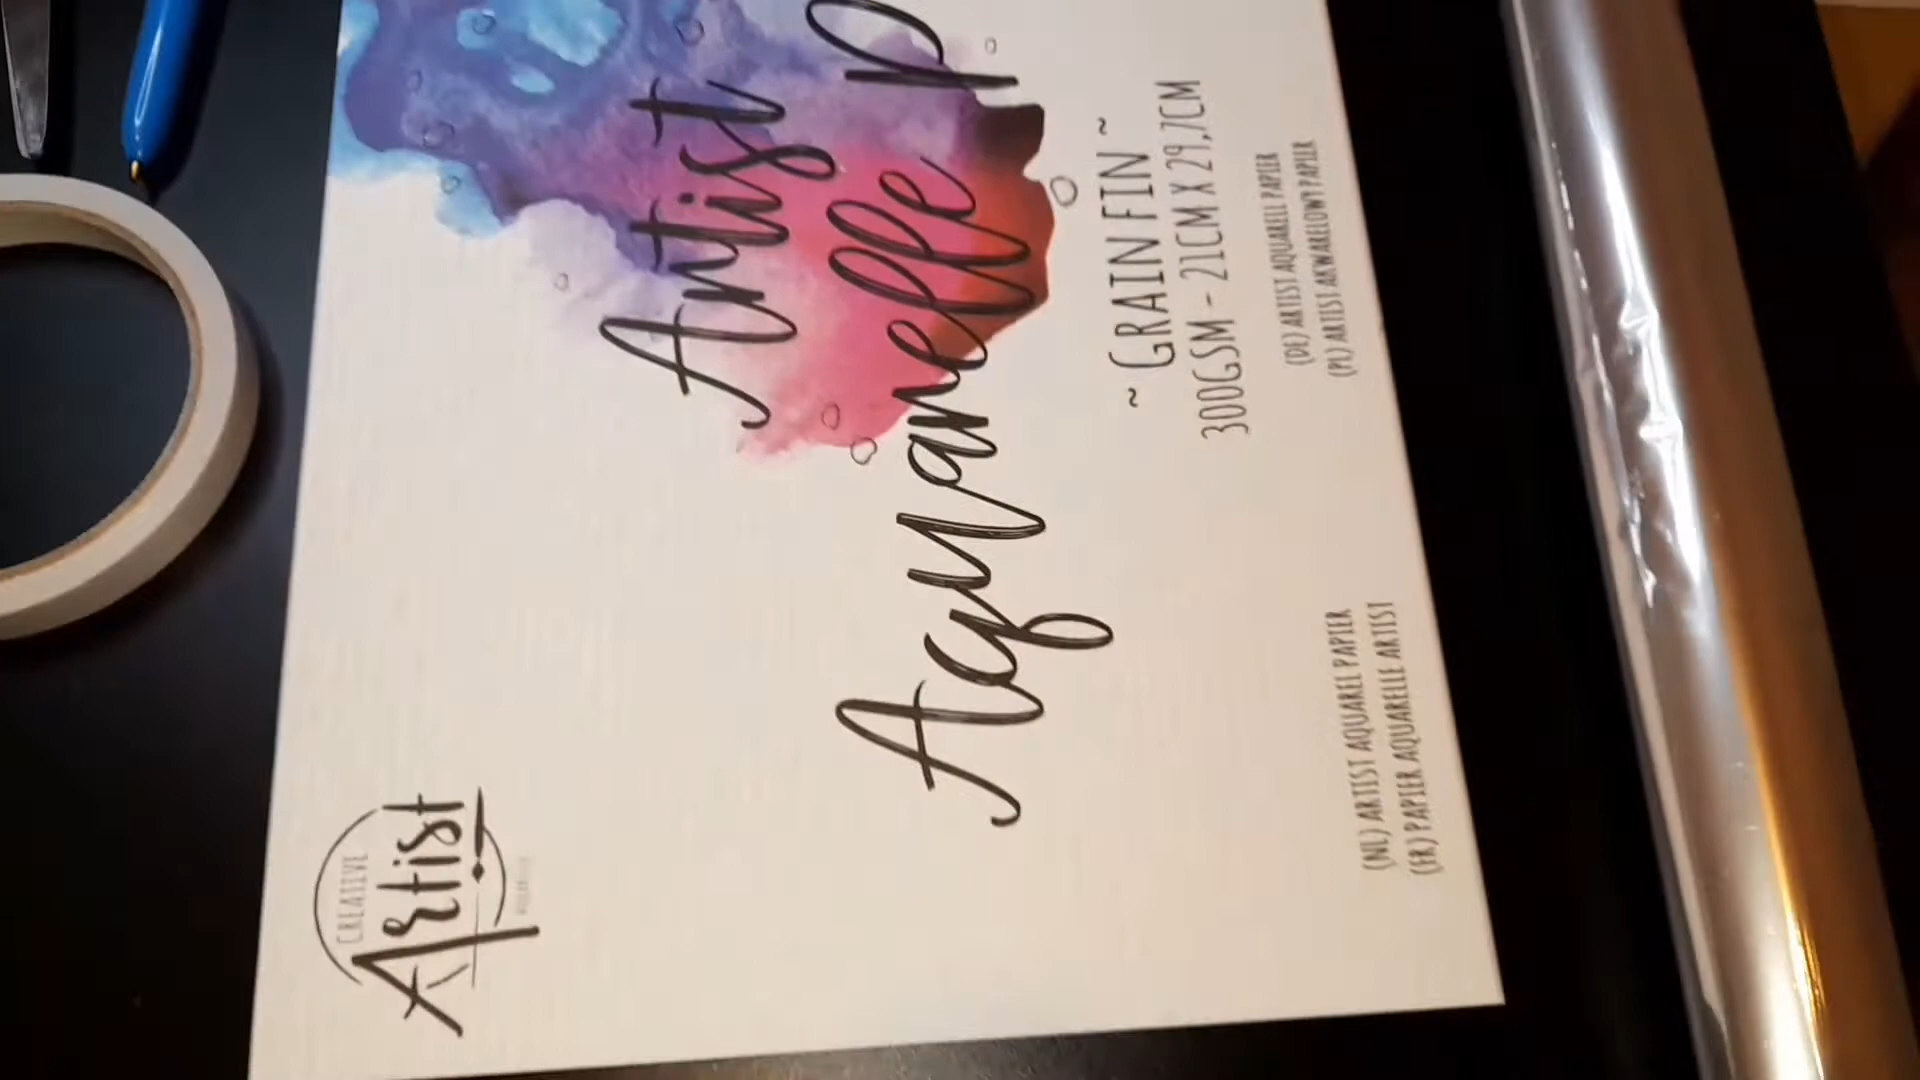 CREATIVE
Artist
Artist
Aquarelle p
~ GRAIN FIN ~
300GSM - 21CM X 29,7CM
(NL) ARTIST AQUAREL PAPIER
(FR) PAPIER AQUARELLE ARTIST
(DE) ARTIST AQUARELL PAPIER
(PL) ARTIST AKWARELOWY PAPIER